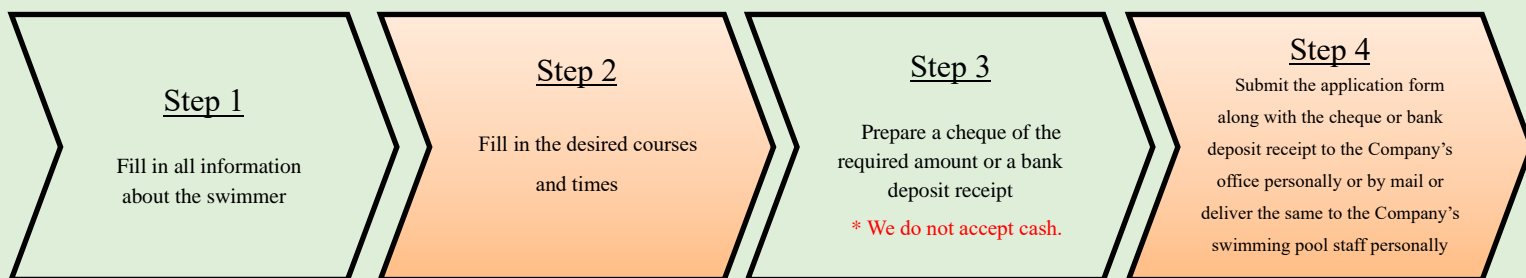 Step 1
Fill in all information
about the swimmer
Step 2
Fill in the desired courses
and times
Step 3
Prepare a cheque of the
required amount or a bank
deposit receipt
* We do not accept cash.
Step 4
Submit the application form
along with the cheque or bank
deposit receipt to the Company's
office personally or by mail or
deliver the same to the Company's
swimming pool staff personally